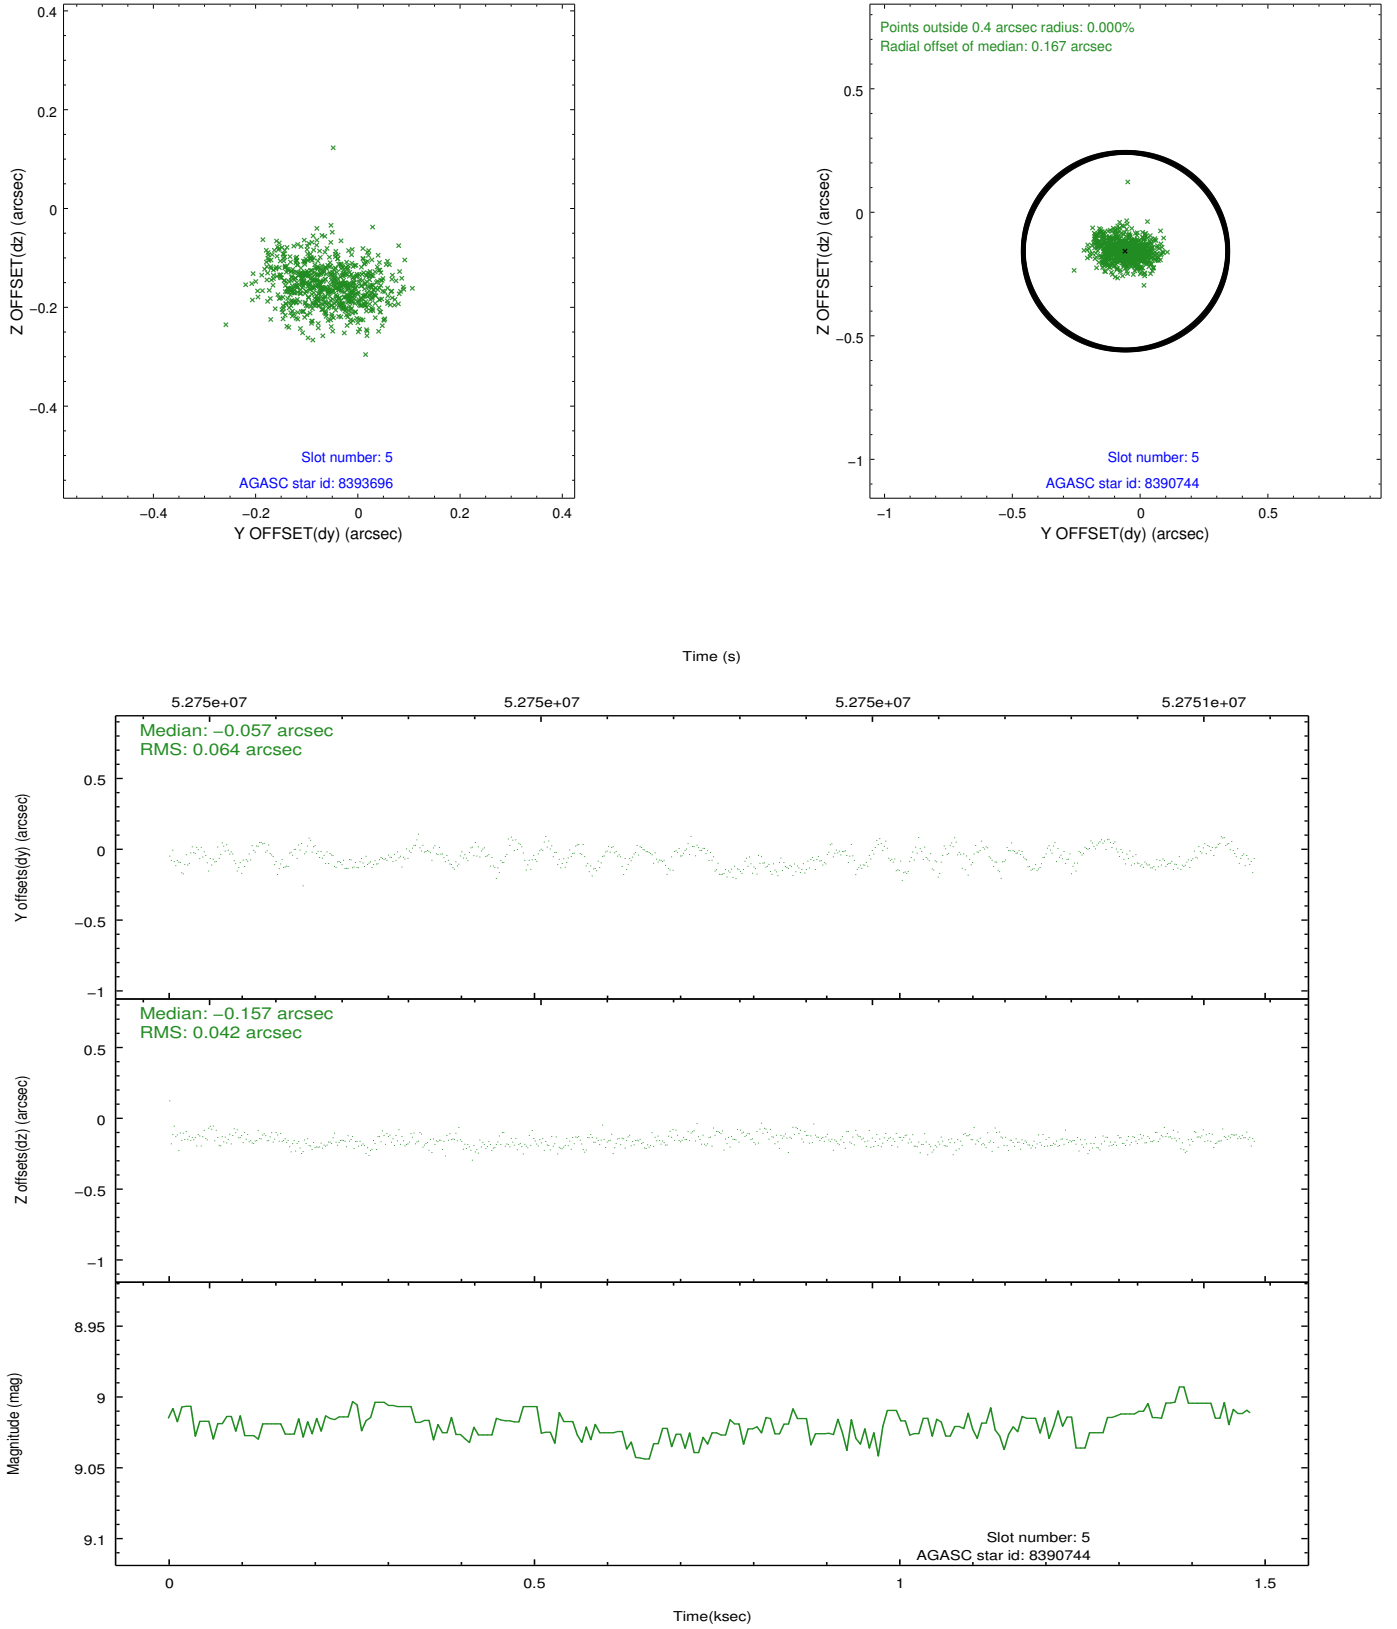 0.4
0.2
0
−0.2
−0.4
Z OFFSET(dz) (arcsec)
Slot number: 5
AGASC star id: 8393696
−0.4
−0.2
0
0.2
0.4
Y OFFSET(dy) (arcsec)
Points outside 0.4 arcsec radius: 0.000%
Radial offset of median: 0.167 arcsec
0.5
0
−0.5
−1
Z OFFSET(dz) (arcsec)
Slot number: 5
AGASC star id: 8390744
−1
−0.5
0
0.5
Y OFFSET(dy) (arcsec)
Time (s)
5.275e+07
5.275e+07
5.275e+07
5.2751e+07
Median: −0.057 arcsec
RMS: 0.064 arcsec
0.5
0
−0.5
−1
Y offsets(dy) (arcsec)
Median: −0.157 arcsec
RMS: 0.042 arcsec
0.5
0
−0.5
−1
Z offsets(dz) (arcsec)
8.95
9
9.05
9.1
Magnitude (mag)
Slot number: 5
AGASC star id: 8390744
0
0.5
1
1.5
Time(ksec)